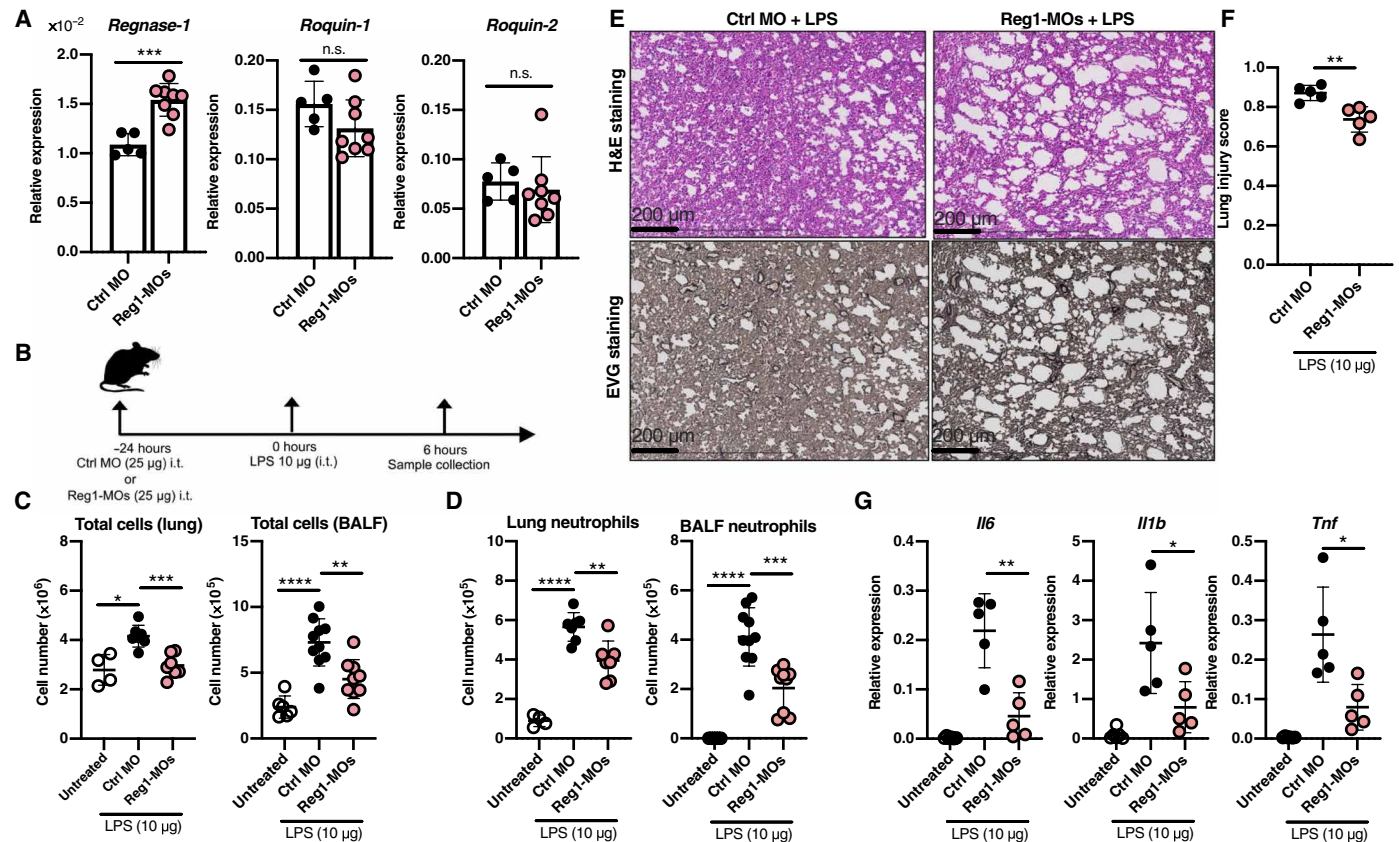 A
×10⁻²
Regnase-1
Roquin-1
Roquin-2
***
n.s.
n.s.
Relative expression
2.0
1.5
1.0
0.5
0.0
Ctrl MO
Reg1-MOs
Relative expression
0.20
0.15
0.10
0.05
0.00
Ctrl MO
Reg1-MOs
Relative expression
0.20
0.15
0.10
0.05
0.00
Ctrl MO
Reg1-MOs
B
−24 hours
Ctrl MO (25 µg) i.t.
or
Reg1-MOs (25 µg) i.t.
0 hours
LPS 10 µg (i.t.)
6 hours
Sample collection
E
Ctrl MO + LPS
Reg1-MOs + LPS
H&E staining
EVG staining
200 µm
200 µm
200 µm
200 µm
F
**
Lung injury score
1.0
0.8
0.6
0.4
0.2
0.0
Ctrl MO
Reg1-MOs
LPS (10 µg)
C
Total cells (lung)
Cell number (×10⁶)
8
6
4
2
0
*
***
Untreated
Ctrl MO
Reg1-MOs
LPS (10 µg)
Total cells (BALF)
Cell number (×10⁵)
15
10
5
0
****
**
Untreated
Ctrl MO
Reg1-MOs
LPS (10 µg)
D
Lung neutrophils
Cell number (×10⁵)
10
8
6
4
2
0
****
**
Untreated
Ctrl MO
Reg1-MOs
LPS (10 µg)
BALF neutrophils
Cell number (×10⁵)
8
6
4
2
0
****
***
Untreated
Ctrl MO
Reg1-MOs
LPS (10 µg)
G
Il6
Relative expression
0.4
0.3
0.2
0.1
0.0
**
Untreated
Ctrl MO
Reg1-MOs
LPS (10 µg)
Il1b
Relative expression
5
4
3
2
1
0
*
Untreated
Ctrl MO
Reg1-MOs
LPS (10 µg)
Tnf
Relative expression
0.5
0.4
0.3
0.2
0.1
0.0
*
Untreated
Ctrl MO
Reg1-MOs
LPS (10 µg)